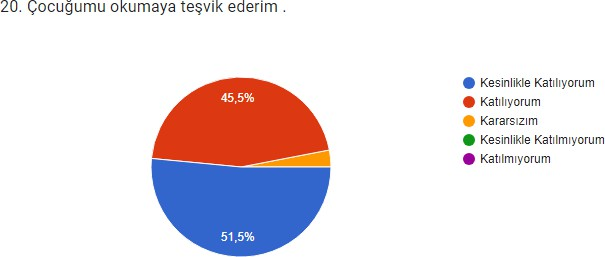 20. Çocuğumu okumaya teşvik ederim .
45,5%
51,5%
Kesinlikle Katılıyorum
Katılıyorum
Kararsızım
Kesinlikle Katılmıyorum
Katılmıyorum